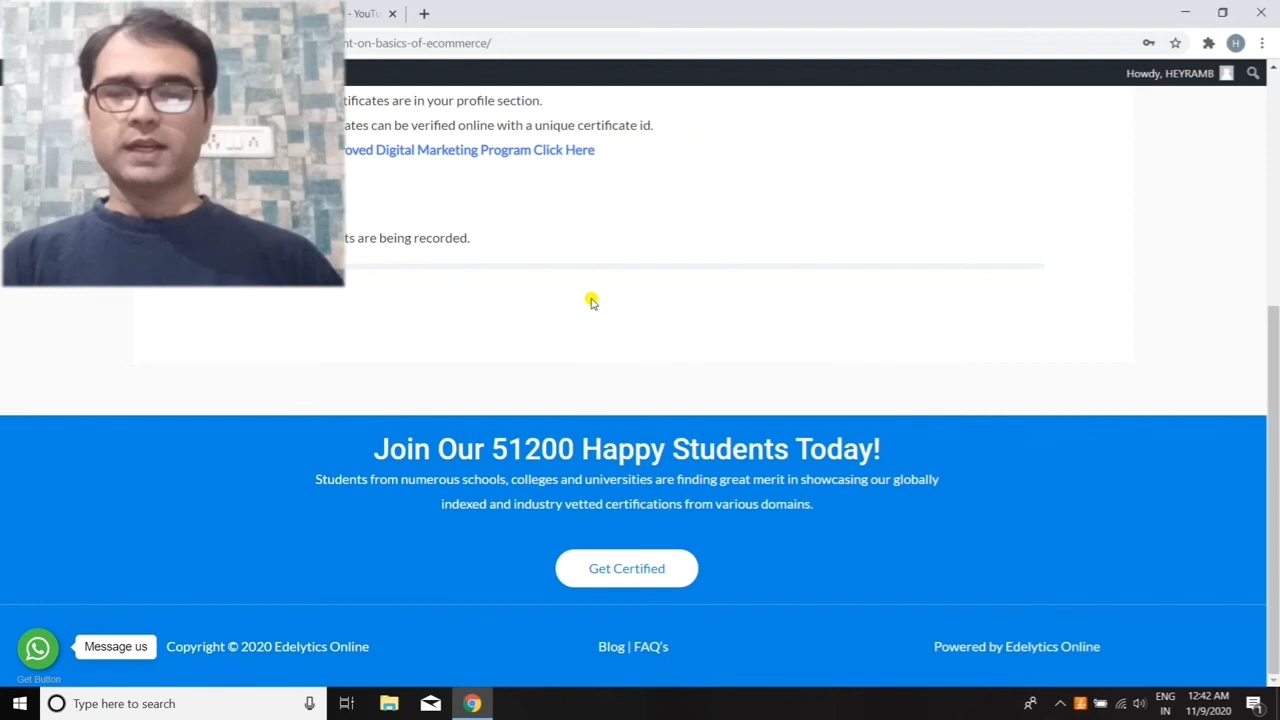 - YouTu
nt-on-basics-of-ecommerce/
H
Howdy, HEYRAMB
tificates are in your profile section.
ates can be verified online with a unique certificate id.
oved Digital Marketing Program Click Here
ts are being recorded.
Join Our 51200 Happy Students Today!
Students from numerous schools, colleges and universities are finding great merit in showcasing our globally
indexed and industry vetted certifications from various domains.
Get Certified
Message us
Copyright © 2020 Edelytics Online
Blog | FAQ's
Powered by Edelytics Online
Get Button
Type here to search
ENG
IN
12:42 AM
11/9/2020
1